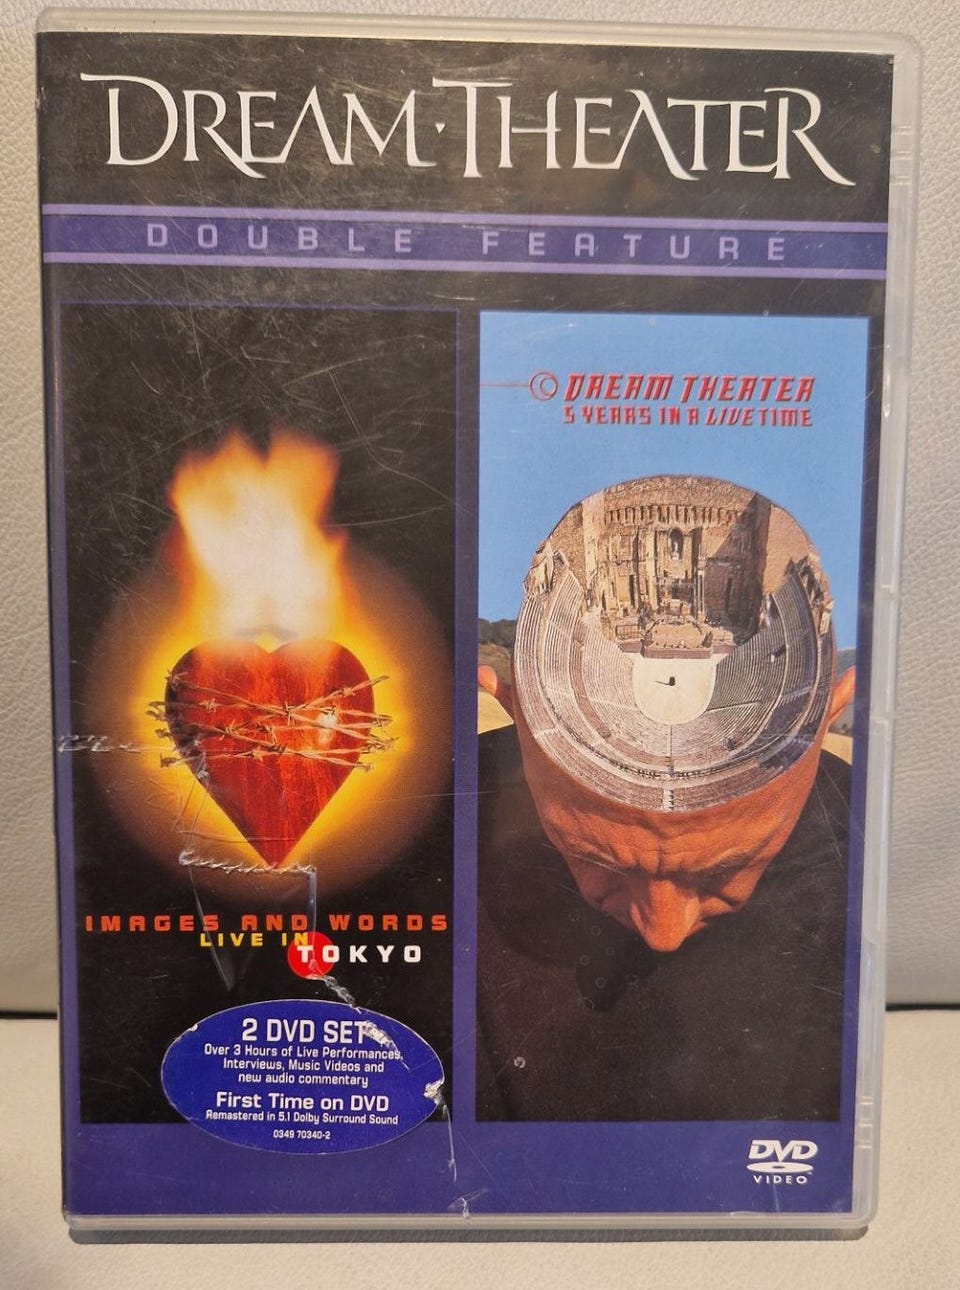 DREAM·THEATER
DOUBLE FEATURE
IMAGES AND WORDS
LIVE IN
TOKYO
2 DVD SET
Over 3 Hours of Live Performances,
Interviews, Music Videos and
new audio commentary
First Time on DVD
Remastered in 5.1 Dolby Surround Sound
0349 70340-2
DREAM THEATER
5 YEARS IN A LIVETIME
DVD
VIDEO